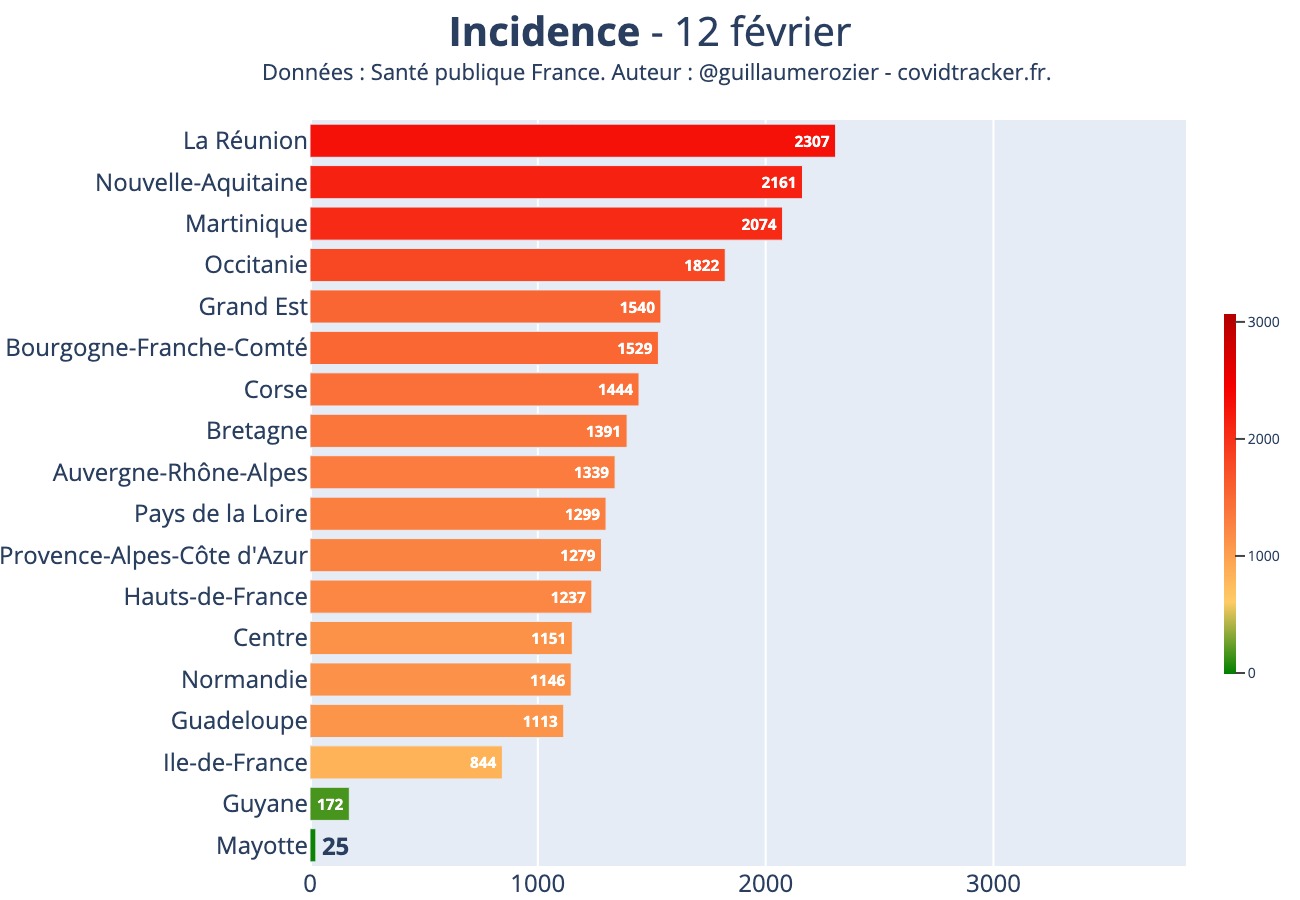 Incidence - 12 février
Données : Santé publique France. Auteur : @guillaumerozier - covidtracker.fr.
La Réunion 2307
Nouvelle-Aquitaine 2161
Martinique 2074
Occitanie 1822
Grand Est 1540
Bourgogne-Franche-Comté 1529
Corse 1444
Bretagne 1391
Auvergne-Rhône-Alpes 1339
Pays de la Loire 1299
Provence-Alpes-Côte d'Azur 1279
Hauts-de-France 1237
Centre 1151
Normandie 1146
Guadeloupe 1113
Ile-de-France 844
Guyane 172
Mayotte 25
0 1000 2000 3000
3000
2000
1000
0